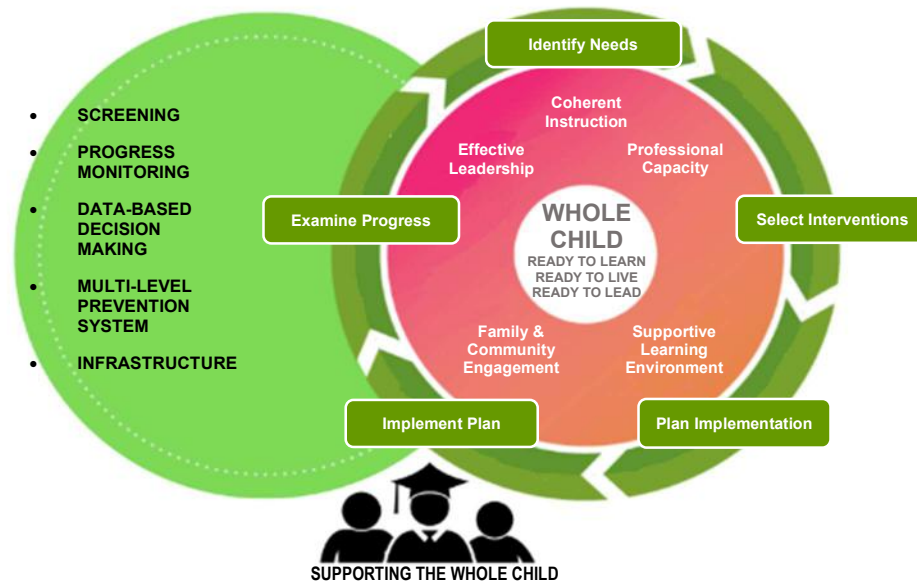 • SCREENING
• PROGRESS
MONITORING
• DATA-BASED
DECISION
MAKING
• MULTI-LEVEL
PREVENTION
SYSTEM
• INFRASTRUCTURE
Identify Needs
Select Interventions
Plan Implementation
Implement Plan
Examine Progress
Coherent
Instruction
Professional
Capacity
Supportive
Learning
Environment
Family &
Community
Engagement
Effective
Leadership
WHOLE
CHILD
READY TO LEARN
READY TO LIVE
READY TO LEAD
SUPPORTING THE WHOLE CHILD